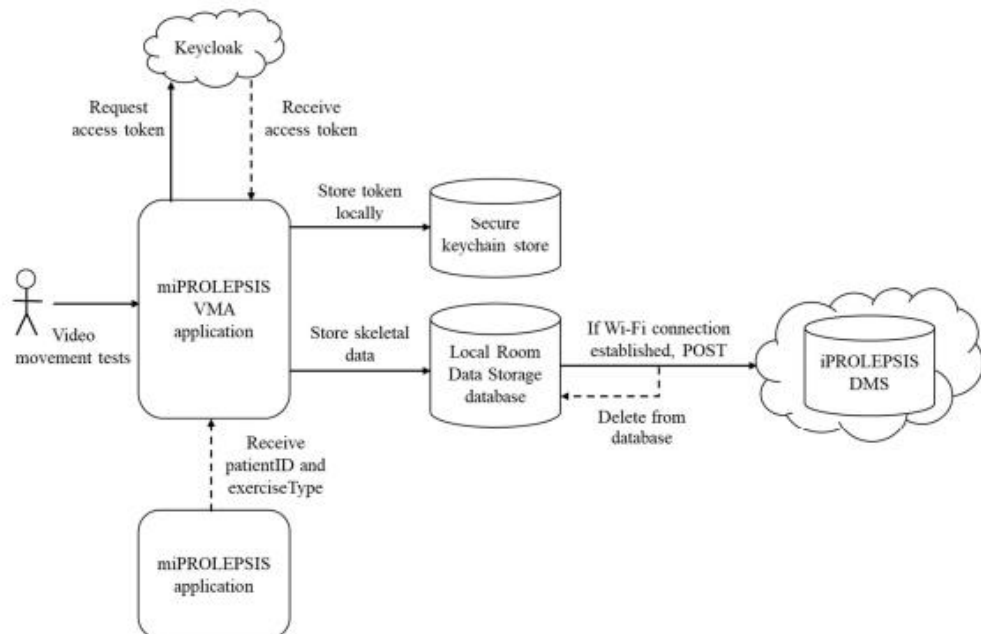 Keycloak
Request
access token
Receive
access token
Store token
locally
Secure
keychain store
miPROLEPSIS
VMA
application
Video
movement tests
Store skeletal
data
Local Room
Data Storage
database
If Wi-Fi connection
established, POST
iPROLEPSIS
DMS
Delete from
database
Receive
patientID and
exerciseType
miPROLEPSIS
application